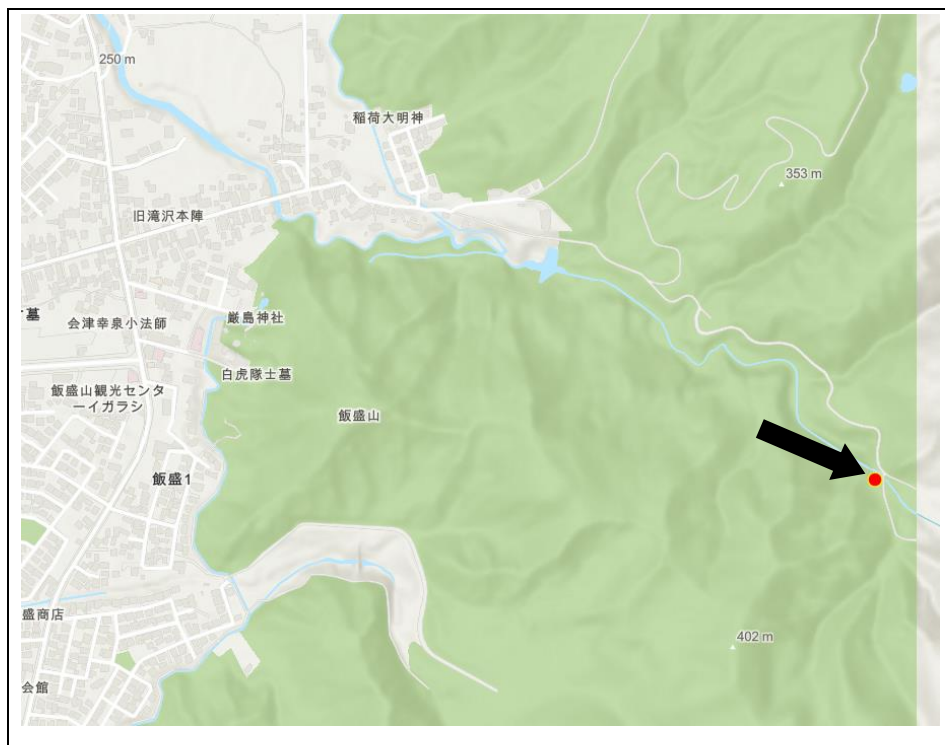 250 m
稲荷大明神
353 m
旧滝沢本陣
墓
会津幸泉小法師
厳島神社
白虎隊士墓
飯盛山観光センタ
ーイガラシ
飯盛山
飯盛1
盛商店
402 m
会館